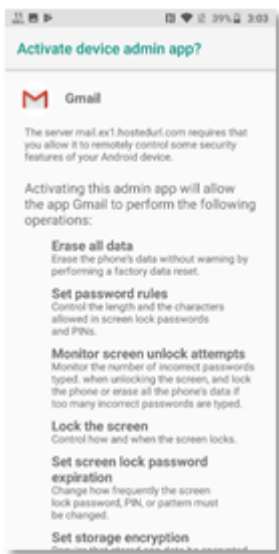 39% 3:03
Activate device admin app?
Gmail
The server mail.ex1.hostedurl.com requires that
you allow it to remotely control some security
features of your Android device.
Activating this admin app will allow
the app Gmail to perform the following
operations:
Erase all data
Erase the phone's data without warning by
performing a factory data reset.
Set password rules
Control the length and the characters
allowed in screen lock passwords
and PINs.
Monitor screen unlock attempts
Monitor the number of incorrect passwords
typed. when unlocking the screen, and lock
the phone or erase all the phone's data if
too many incorrect passwords are typed.
Lock the screen
Control how and when the screen locks.
Set screen lock password
expiration
Change how frequently the screen
lock password, PIN, or pattern must
be changed.
Set storage encryption
Require that stored app data be encrypted